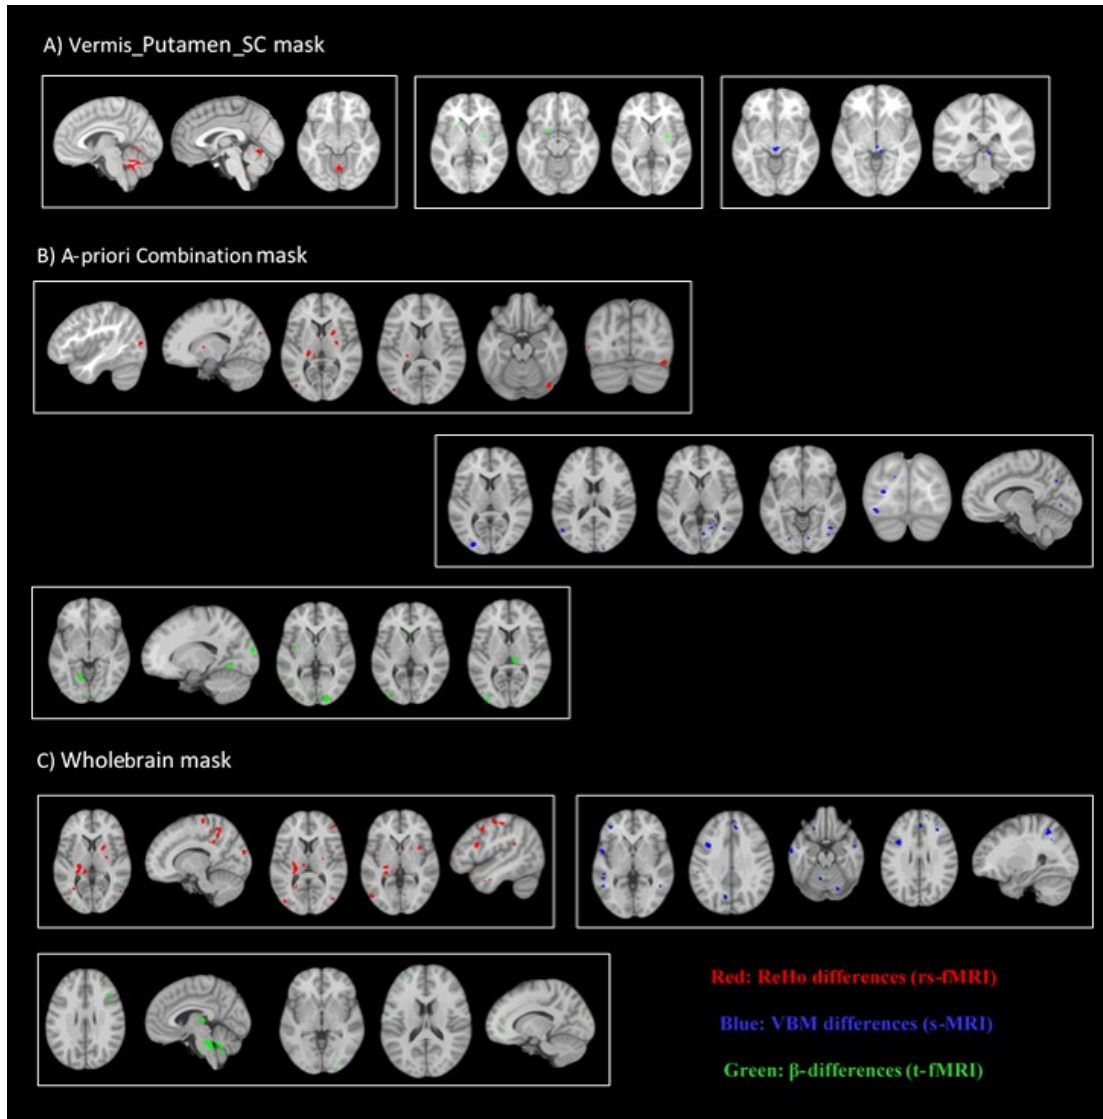 A) Vermis_Putamen_SC mask
B) A-priori Combination mask
C) Wholebrain mask
Red: ReHo differences (rs-fMRI)
Blue: VBM differences (s-MRI)
Green: β-differences (t-fMRI)